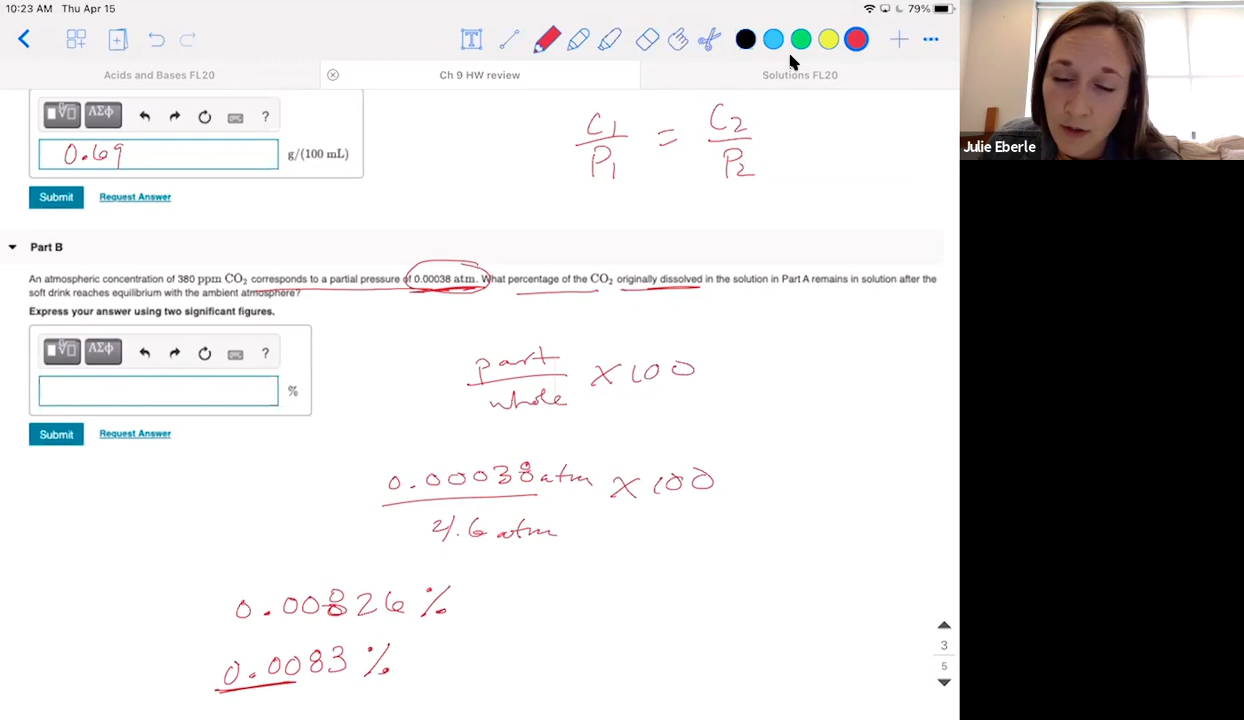 10:23 AM Thu Apr 15
79%
Acids and Bases FL20
Ch 9 HW review
Solutions FL20
ΑΣΦ
?
0.69
g/(100 mL)
C1/P1 = C2/P2
Julie Eberle
Submit
Request Answer
Part B
An atmospheric concentration of 380 ppm CO2 corresponds to a partial pressure of 0.00038 atm. What percentage of the CO2 originally dissolved in the solution in Part A remains in solution after the
soft drink reaches equilibrium with the ambient atmosphere?
Express your answer using two significant figures.
ΑΣΦ
?
%
Submit
Request Answer
part
whole
x 100
0.00038 atm
4.6 atm
x 100
0.00826 %
0.0083 %
3
5